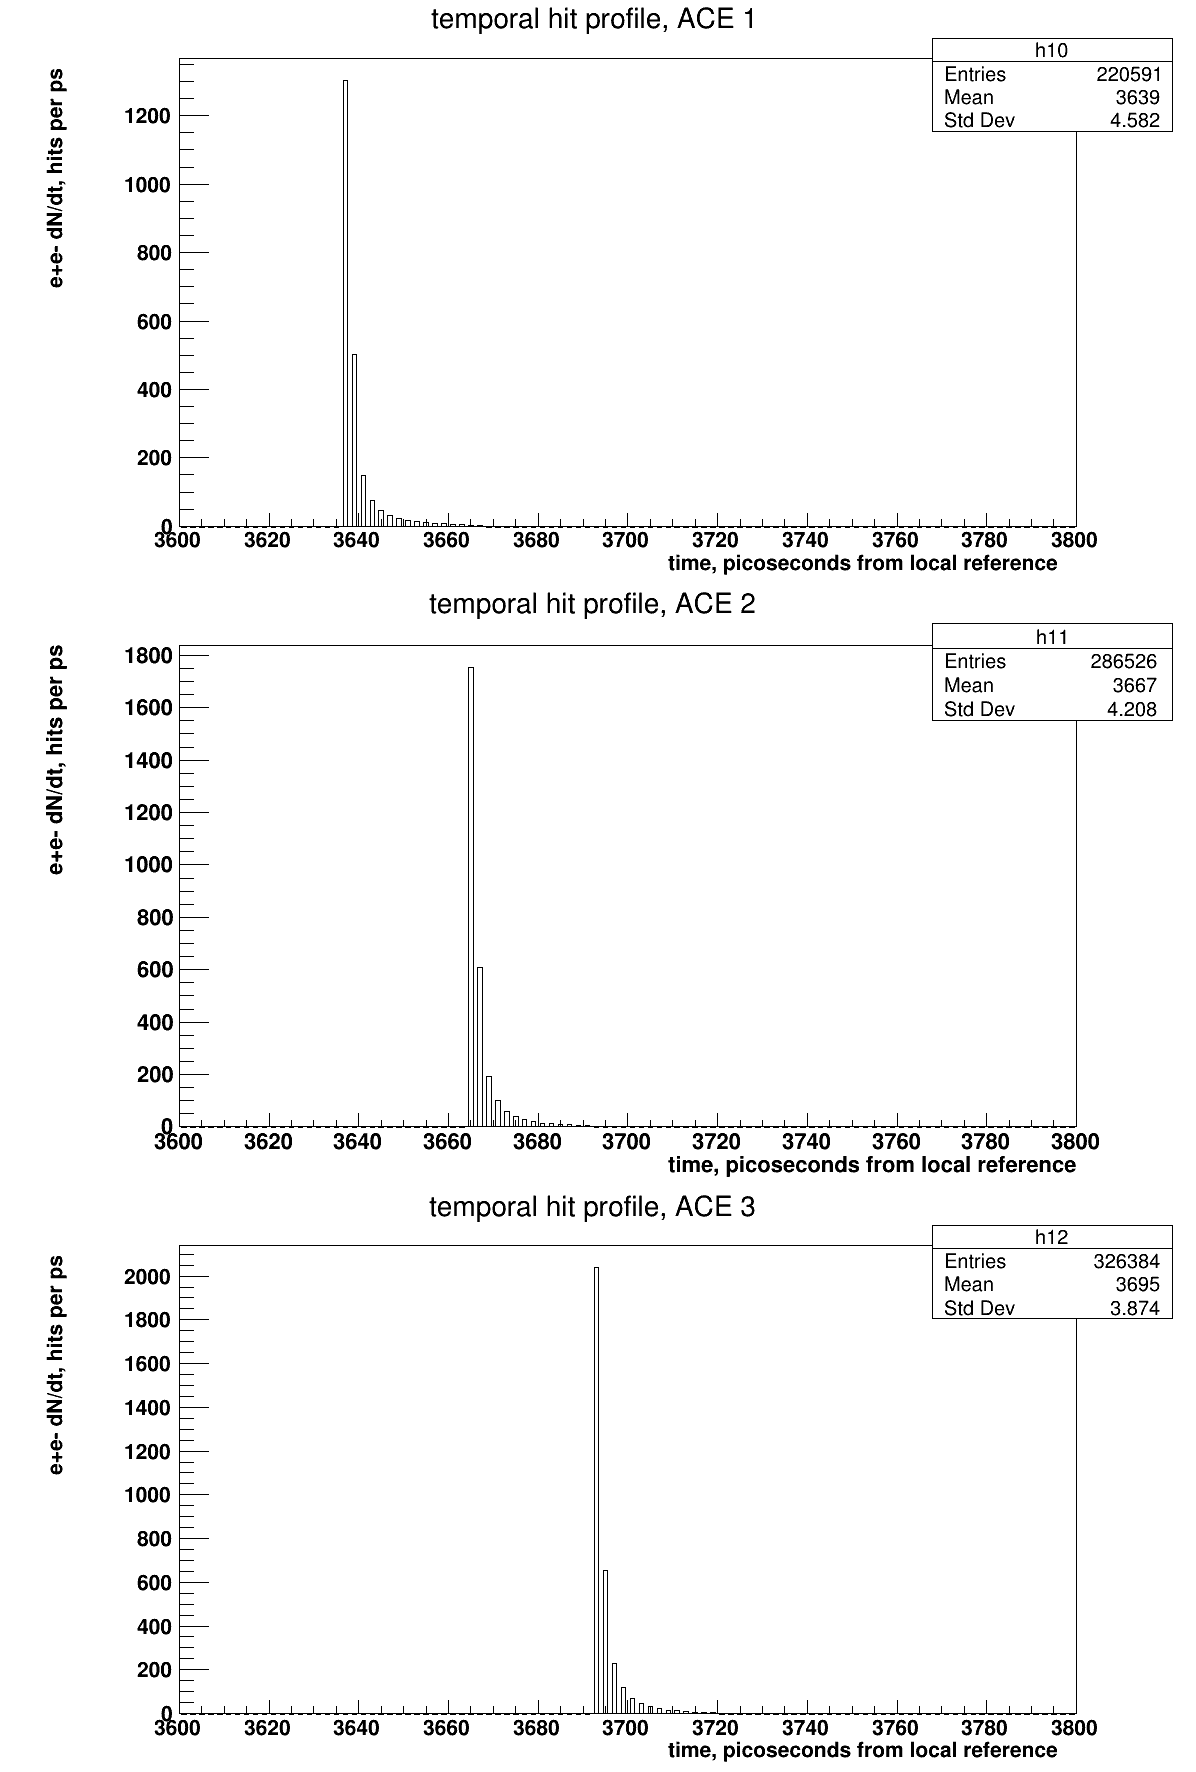 temporal hit profile, ACE 1
h10
Entries 220591
Mean 3639
Std Dev 4.582
e+e- dN/dt, hits per ps
1200
1000
800
600
400
200
0
3600 3620 3640 3660 3680 3700 3720 3740 3760 3780 3800
time, picoseconds from local reference
temporal hit profile, ACE 2
h11
Entries 286526
Mean 3667
Std Dev 4.208
e+e- dN/dt, hits per ps
1800
1600
1400
1200
1000
800
600
400
200
0
3600 3620 3640 3660 3680 3700 3720 3740 3760 3780 3800
time, picoseconds from local reference
temporal hit profile, ACE 3
h12
Entries 326384
Mean 3695
Std Dev 3.874
e+e- dN/dt, hits per ps
2000
1800
1600
1400
1200
1000
800
600
400
200
0
3600 3620 3640 3660 3680 3700 3720 3740 3760 3780 3800
time, picoseconds from local reference